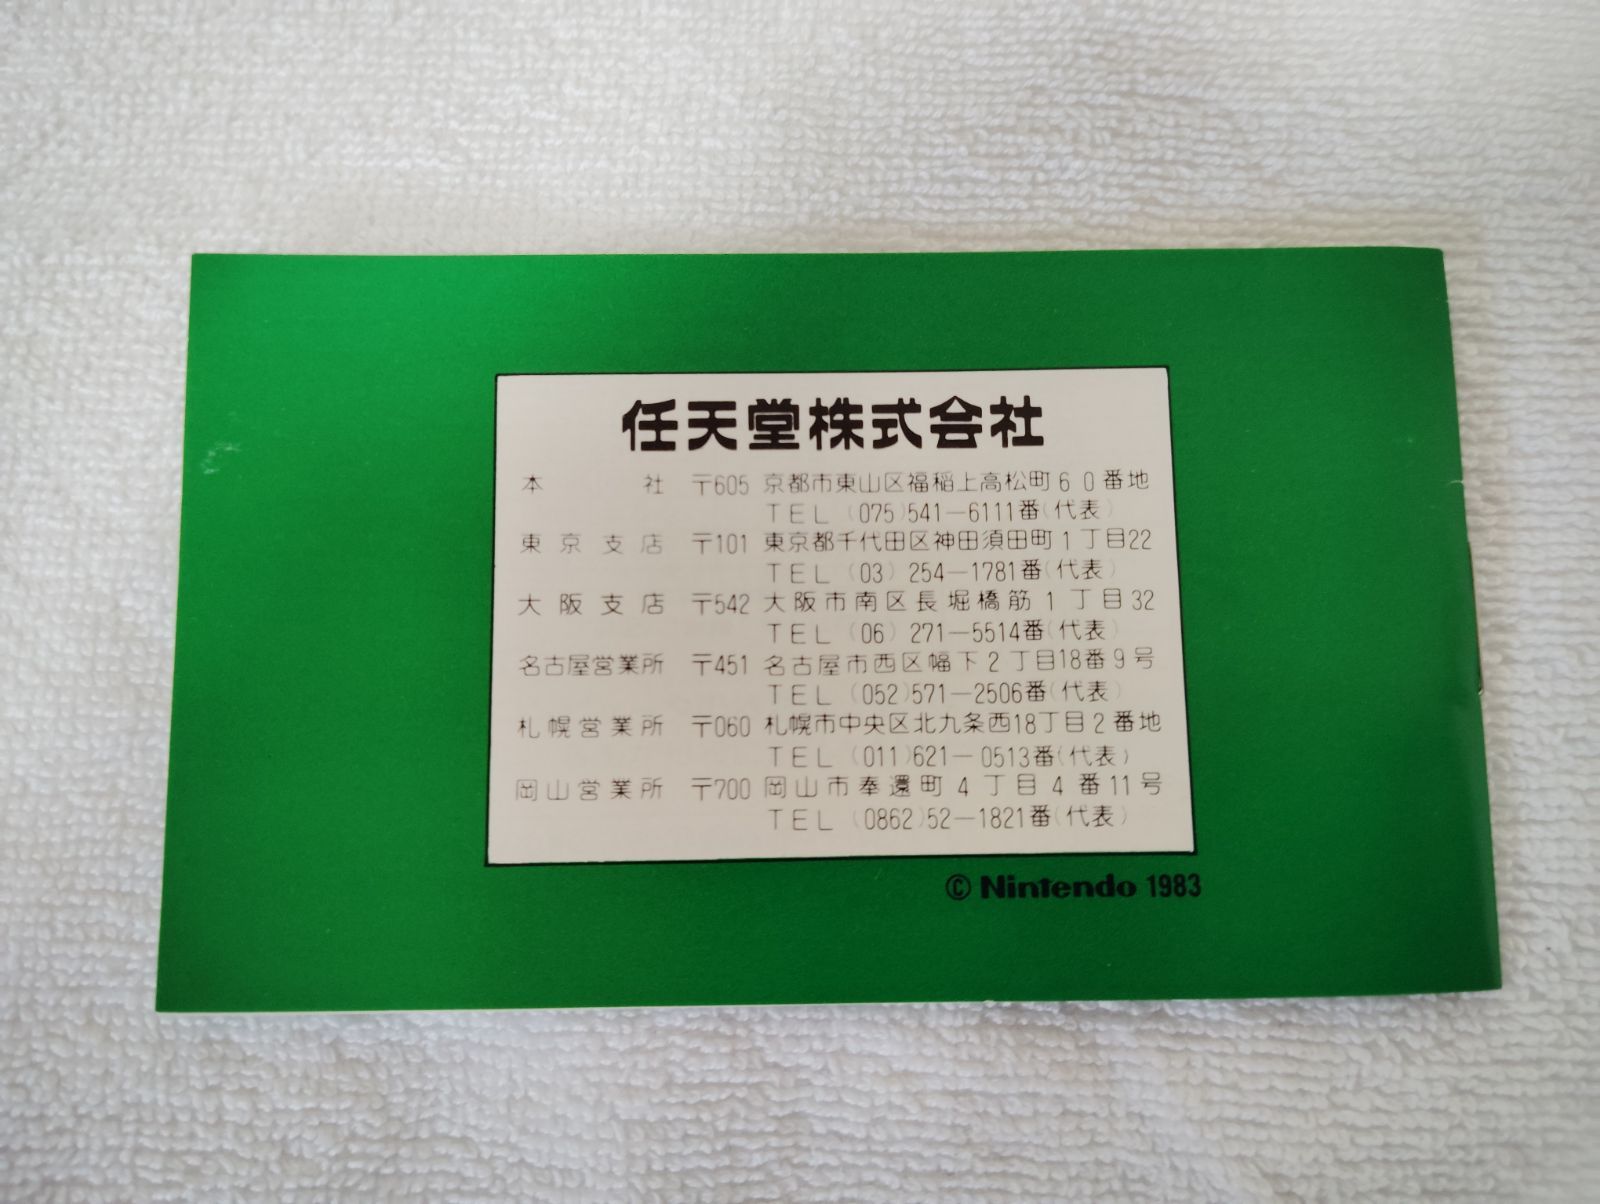 任天堂株式会社
本社 〒605 京都市東山区福稲上高松町60番地
TEL (075)541-6111番(代表)
東京支店 〒101 東京都千代田区神田須田町1丁目22
TEL (03) 254-1781番(代表)
大阪支店 〒542 大阪市南区長堀橋筋1丁目32
TEL (06) 271-5514番(代表)
名古屋営業所 〒451 名古屋市西区幅下2丁目18番9号
TEL (052)571-2506番(代表)
札幌営業所 〒060 札幌市中央区北九条西18丁目2番地
TEL (011)621-0513番(代表)
岡山営業所 〒700 岡山市奉還町4丁目4番11号
TEL (0862)52-1821番(代表)
© Nintendo 1983